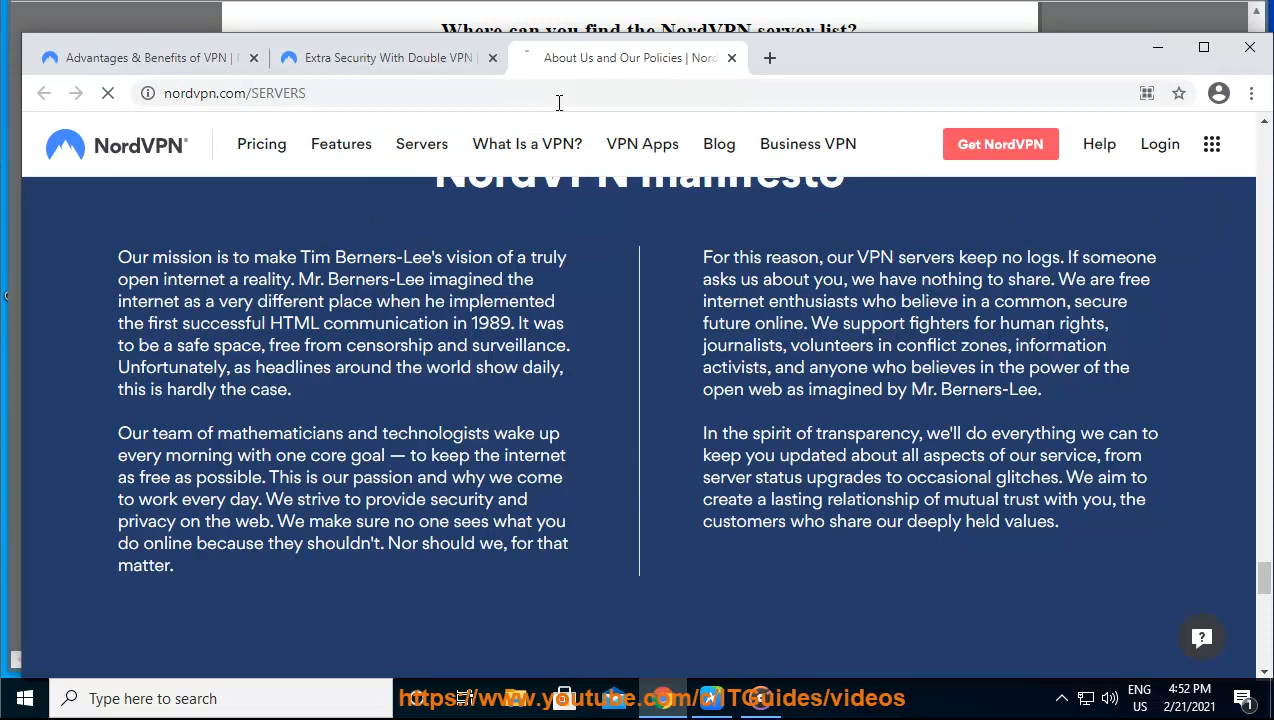 Where can you find the NordVPN server list?
Advantages & Benefits of VPN |
Extra Security With Double VPN |
About Us and Our Policies | Nord
nordvpn.com/SERVERS
NordVPN®
Pricing
Features
Servers
What Is a VPN?
VPN Apps
Blog
Business VPN
Get NordVPN
Help
Login
NordVPN manifesto
Our mission is to make Tim Berners-Lee's vision of a truly
open internet a reality. Mr. Berners-Lee imagined the
internet as a very different place when he implemented
the first successful HTML communication in 1989. It was
to be a safe space, free from censorship and surveillance.
Unfortunately, as headlines around the world show daily,
this is hardly the case.
Our team of mathematicians and technologists wake up
every morning with one core goal — to keep the internet
as free as possible. This is our passion and why we come
to work every day. We strive to provide security and
privacy on the web. We make sure no one sees what you
do online because they shouldn't. Nor should we, for that
matter.
For this reason, our VPN servers keep no logs. If someone
asks us about you, we have nothing to share. We are free
internet enthusiasts who believe in a common, secure
future online. We support fighters for human rights,
journalists, volunteers in conflict zones, information
activists, and anyone who believes in the power of the
open web as imagined by Mr. Berners-Lee.
In the spirit of transparency, we'll do everything we can to
keep you updated about all aspects of our service, from
server status upgrades to occasional glitches. We aim to
create a lasting relationship of mutual trust with you, the
customers who share our deeply held values.
Type here to search
https://www.youtube.com/c/ITGuides/videos
ENG
US
4:52 PM
2/21/2021
1